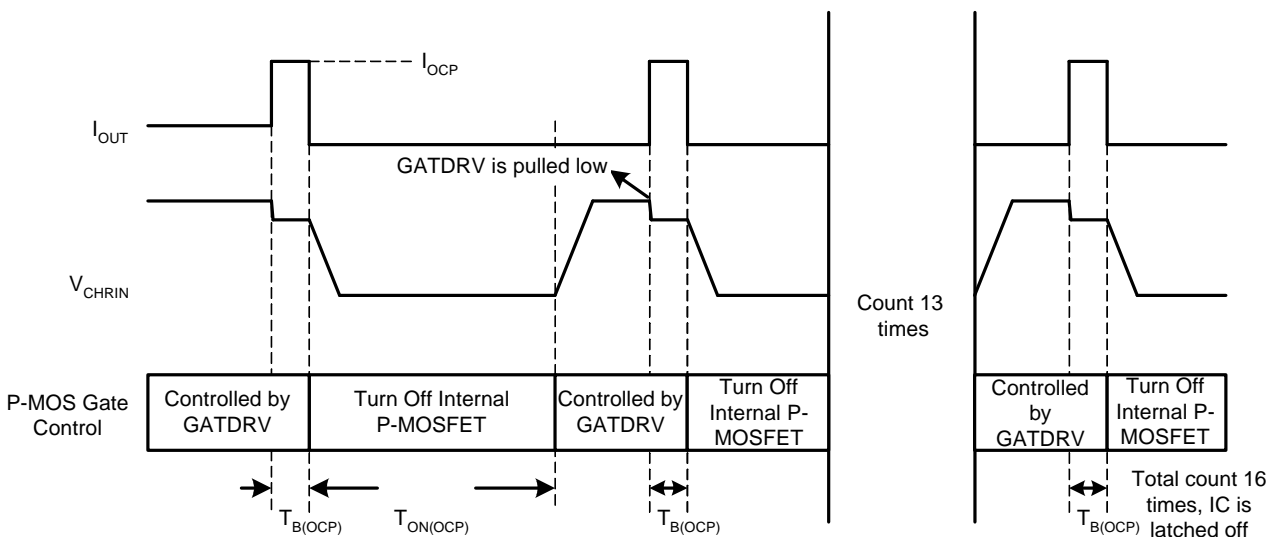 I_OCP
I_OUT
GATDRV is pulled low
V_CHRIN
Count 13
times
P-MOS Gate
Control
Controlled by
GATDRV
Turn Off Internal
P-MOSFET
Controlled by
GATDRV
Turn Off
Internal P-
MOSFET
Controlled
by
GATDRV
Turn Off
Internal P-
MOSFET
T_B(OCP)
T_ON(OCP)
T_B(OCP)
T_B(OCP)
Total count 16
times, IC is
latched off